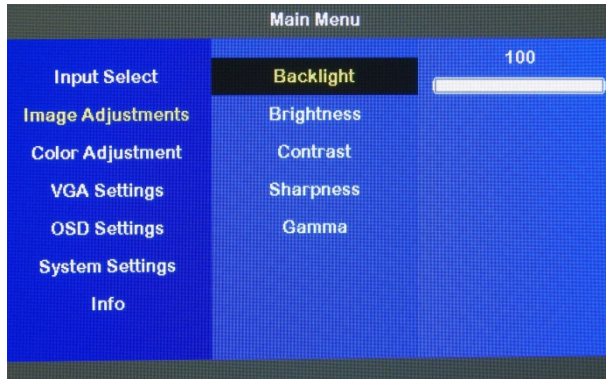 Main Menu
Input Select
Image Adjustments
Color Adjustment
VGA Settings
OSD Settings
System Settings
Info
Backlight
Brightness
Contrast
Sharpness
Gamma
100